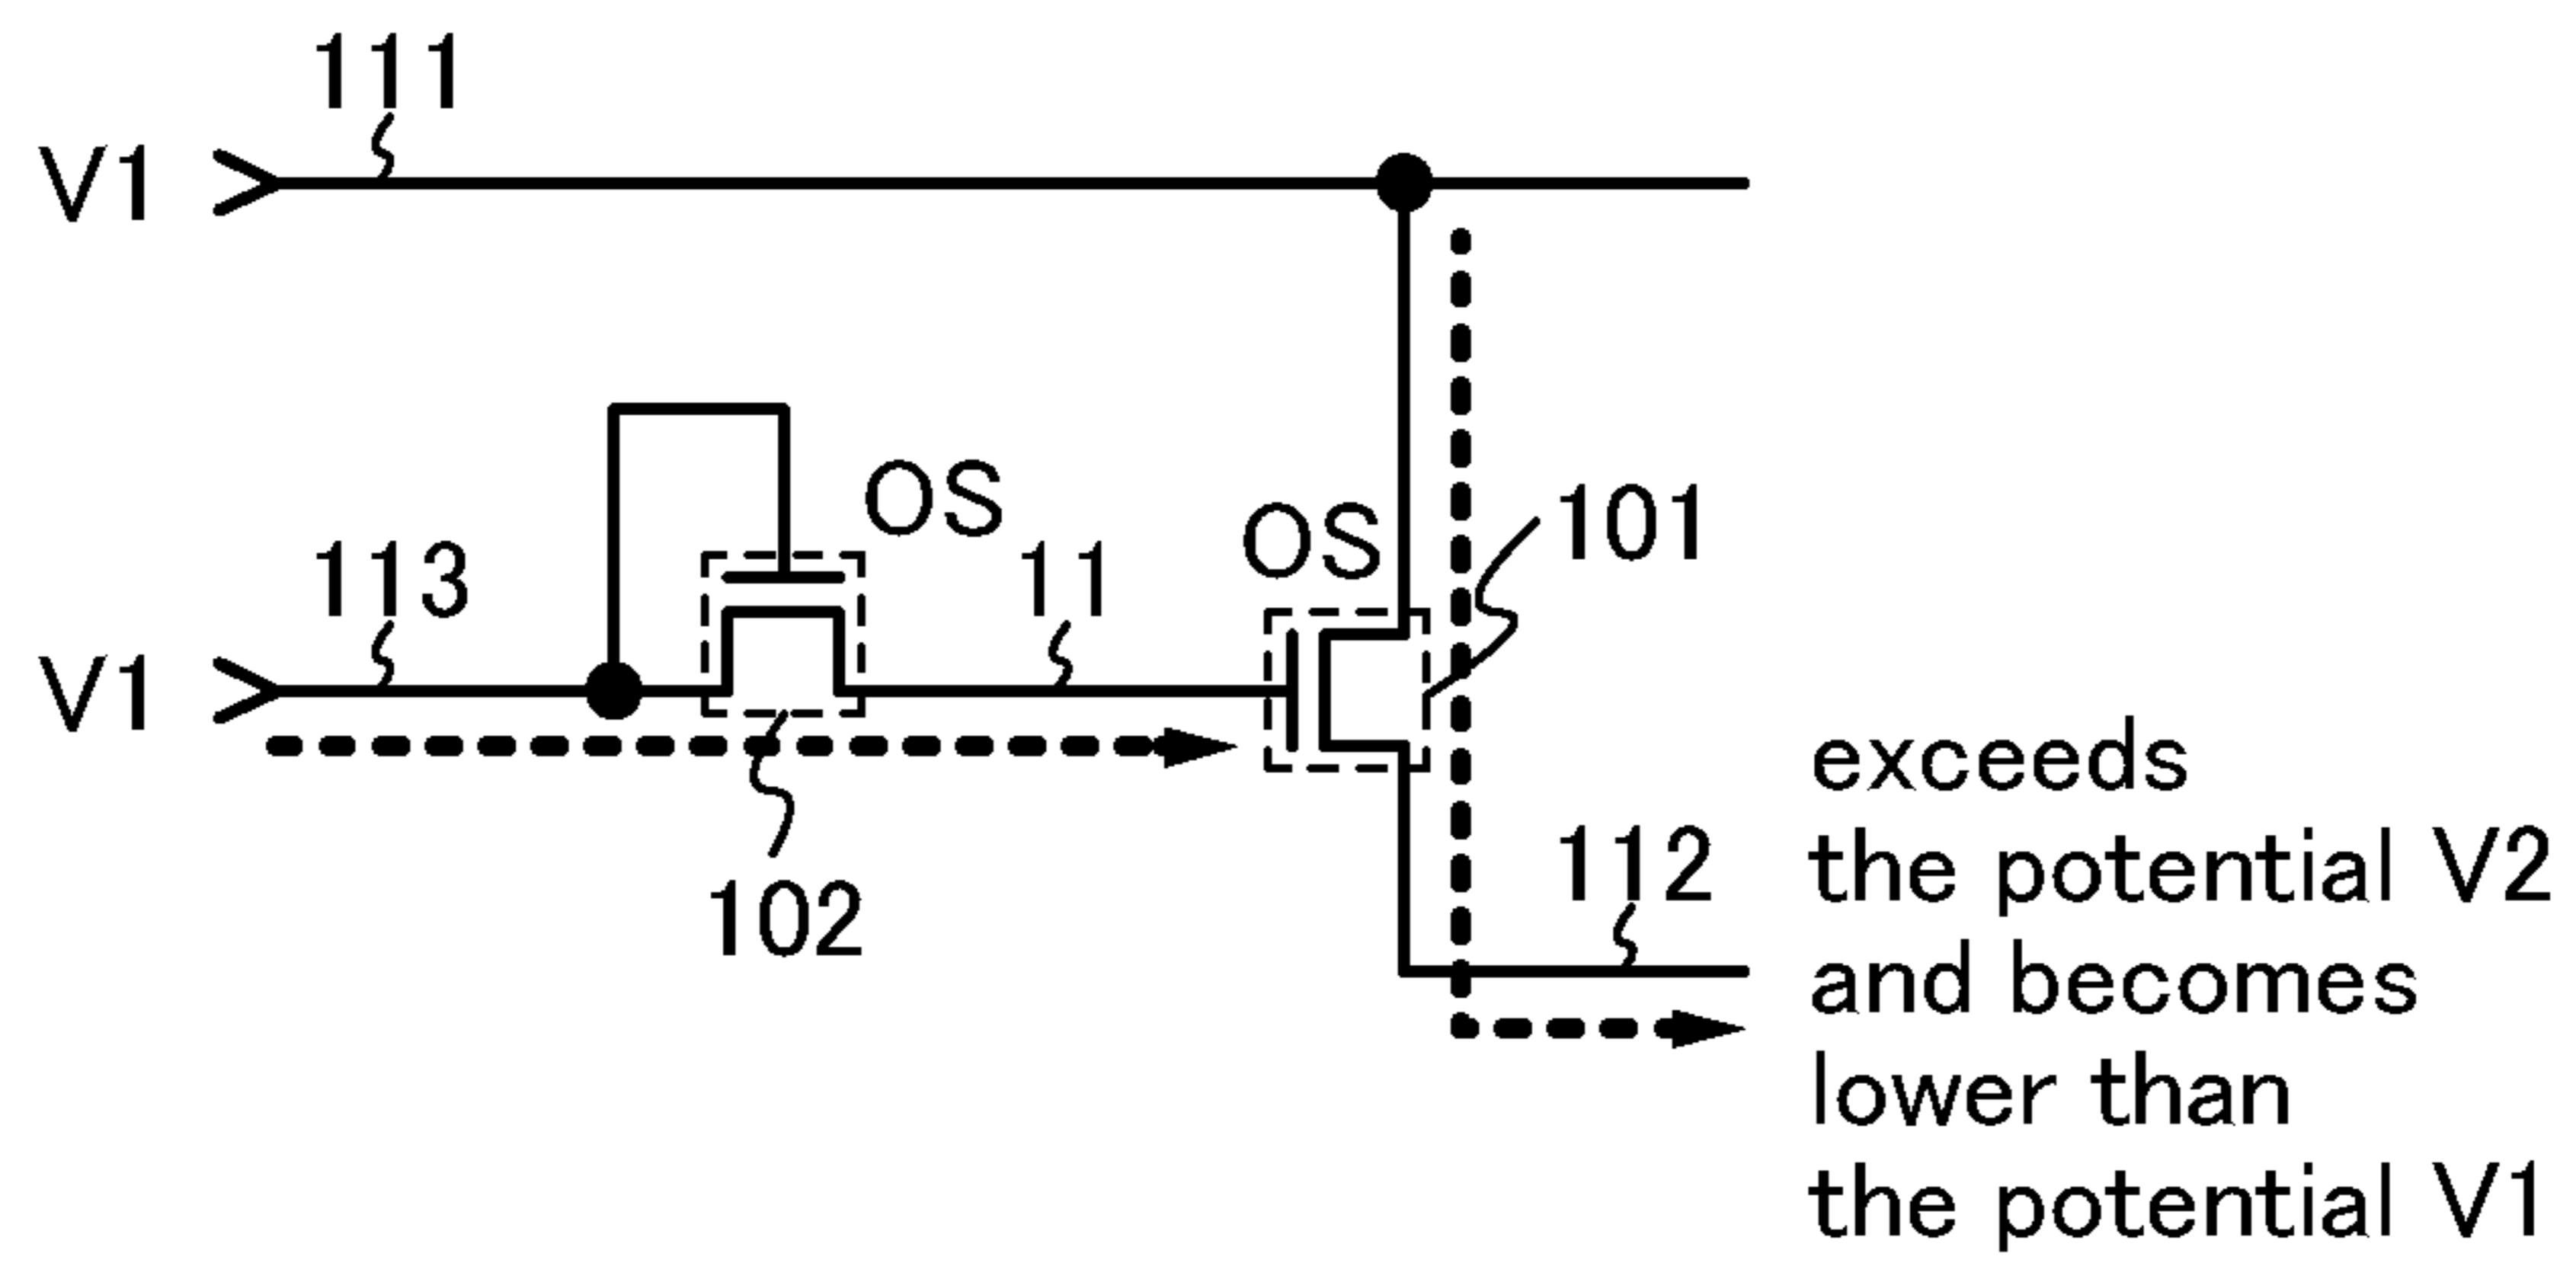 111
V1
OS
OS
101
113
11
V1
102
112
exceeds
the potential V2
and becomes
lower than
the potential V1